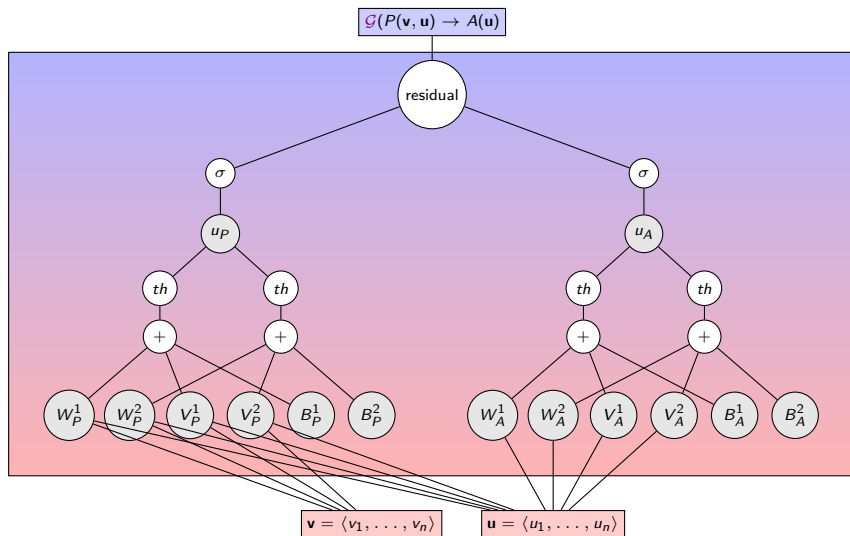 𝒢(P(𝐯, 𝐮) → A(𝐮)
residual
σ σ
u_P u_A
th th th th
+ + + +
W_P^1 W_P^2 V_P^1 V_P^2 B_P^1 B_P^2 W_A^1 W_A^2 V_A^1 V_A^2 B_A^1 B_A^2
𝐯 = ⟨v_1, . . . , v_n⟩ 𝐮 = ⟨u_1, . . . , u_n⟩